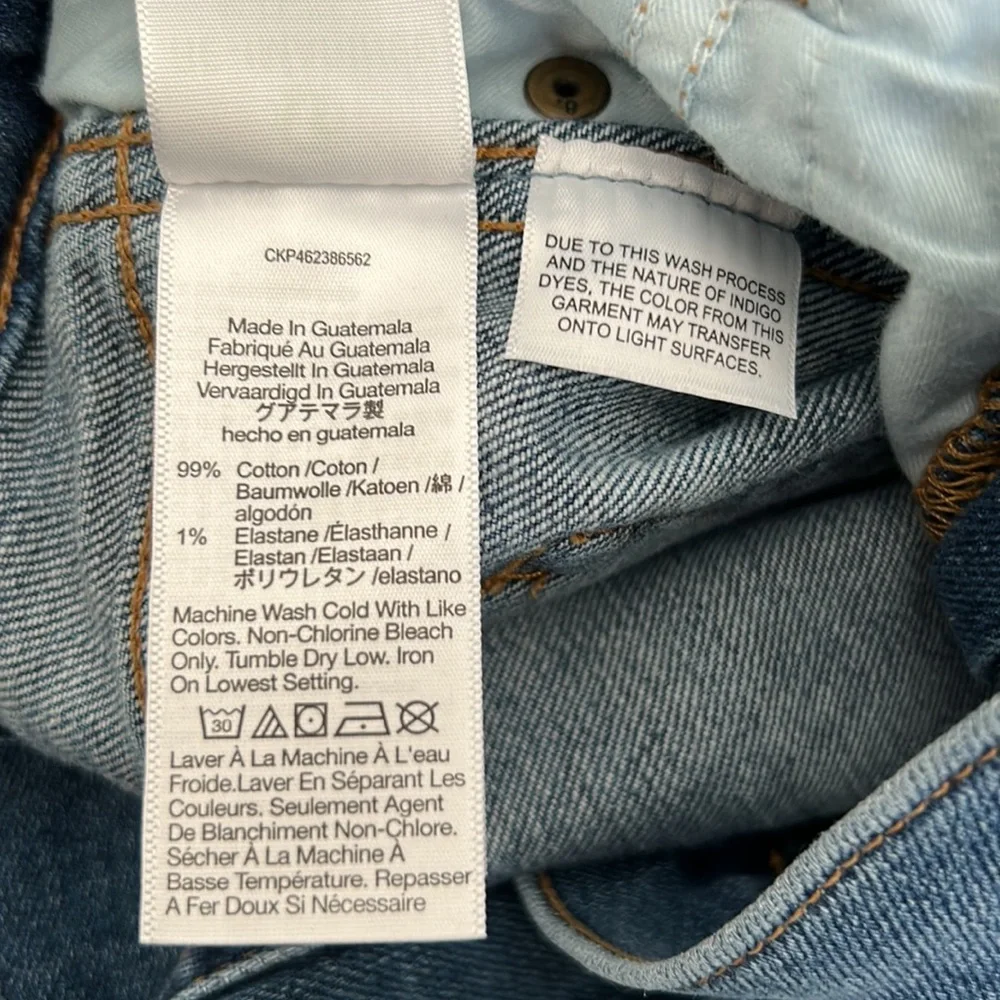 CKP462386562
Made In Guatemala
Fabriqué Au Guatemala
Hergestellt In Guatemala
Vervaardigd In Guatemala
グアテマラ製
hecho en guatemala
99% Cotton /Coton /
Baumwolle /Katoen /綿 /
algodón
1% Elastane /Élasthanne /
Elastan /Elastaan /
ポリウレタン /elastano
Machine Wash Cold With Like
Colors. Non-Chlorine Bleach
Only. Tumble Dry Low. Iron
On Lowest Setting.
30
Laver À La Machine À L'eau
Froide.Laver En Séparant Les
Couleurs. Seulement Agent
De Blanchiment Non-Chlore.
Sécher À La Machine À
Basse Température. Repasser
A Fer Doux Si Nécessaire
DUE TO THIS WASH PROCESS
AND THE NATURE OF INDIGO
DYES, THE COLOR FROM THIS
GARMENT MAY TRANSFER
ONTO LIGHT SURFACES.